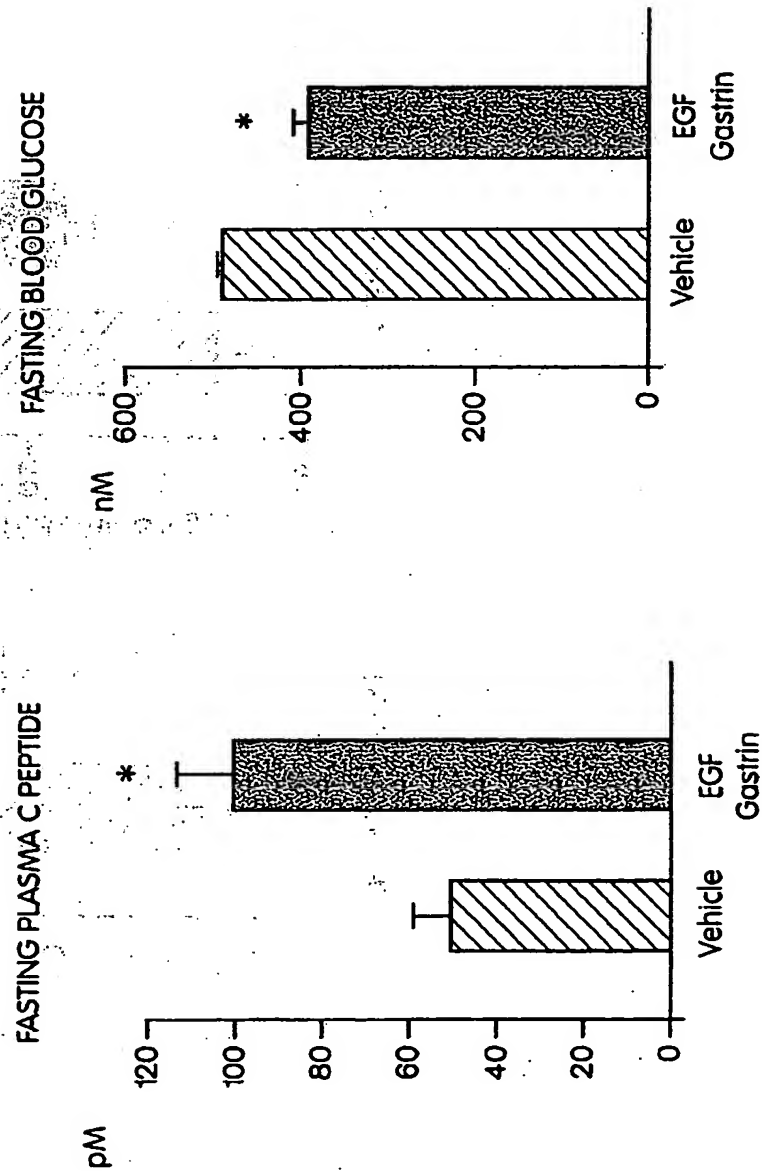 FASTING PLASMA C PEPTIDE
pM
120
100
80
60
40
20
0
*
Vehicle
EGF
Gastrin
FASTING BLOOD GLUCOSE
nM
600
400
200
0
*
Vehicle
EGF
Gastrin